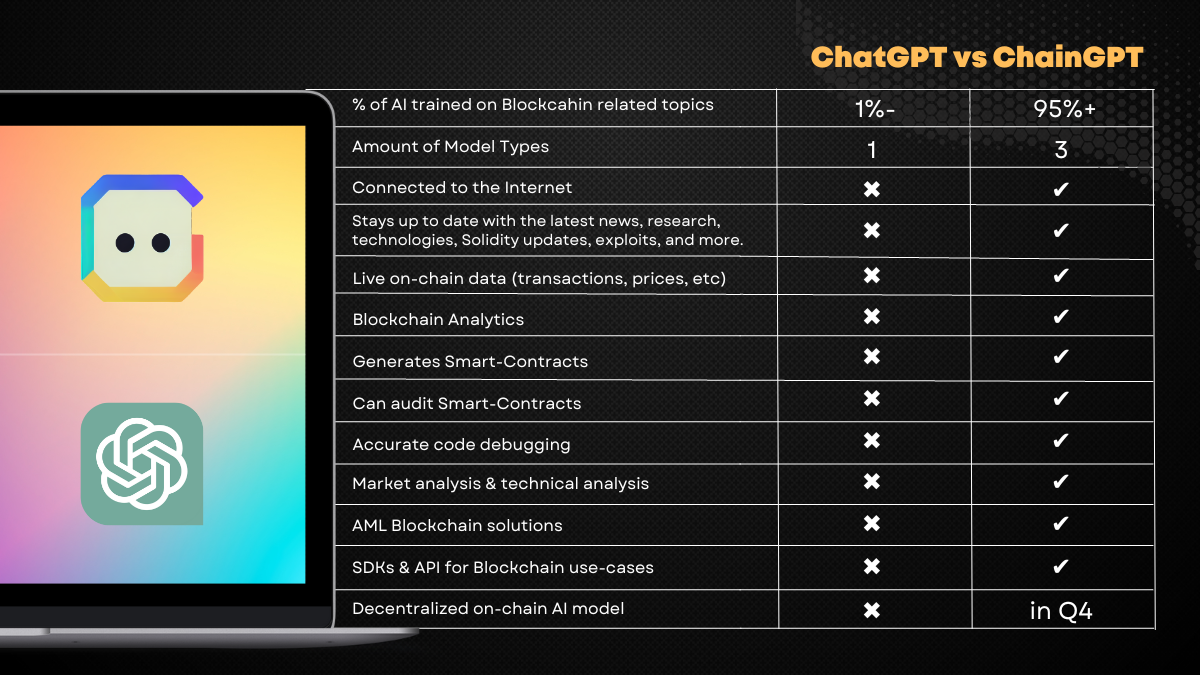 ChatGPT vs ChainGPT
% of AI trained on Blockcahin related topics 1%- 95%+
Amount of Model Types 1 3
Connected to the Internet ✖ ✔
Stays up to date with the latest news, research,
technologies, Solidity updates, exploits, and more. ✖ ✔
Live on-chain data (transactions, prices, etc) ✖ ✔
Blockchain Analytics ✖ ✔
Generates Smart-Contracts ✖ ✔
Can audit Smart-Contracts ✖ ✔
Accurate code debugging ✖ ✔
Market analysis & technical analysis ✖ ✔
AML Blockchain solutions ✖ ✔
SDKs & API for Blockchain use-cases ✖ ✔
Decentralized on-chain AI model ✖ in Q4